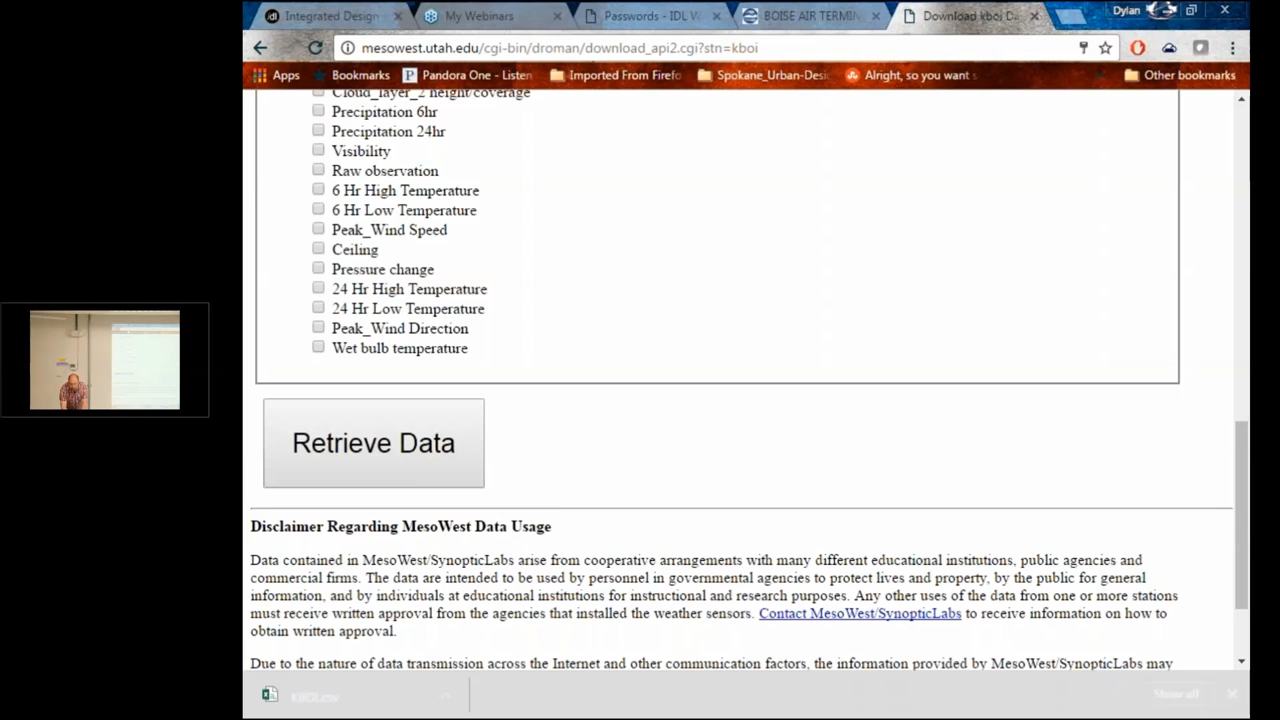 Integrated Design
My Webinars
Passwords - IDL W
BOISE AIR TERMIN
Download kboi Da
Dylan
mesowest.utah.edu/cgi-bin/droman/download_api2.cgi?stn=kboi
Apps
Bookmarks
Pandora One - Listen
Imported From Firefo
Spokane_Urban-Desi
Alright, so you want s
Other bookmarks
Cloud_layer_2 height/coverage
Precipitation 6hr
Precipitation 24hr
Visibility
Raw observation
6 Hr High Temperature
6 Hr Low Temperature
Peak_Wind Speed
Ceiling
Pressure change
24 Hr High Temperature
24 Hr Low Temperature
Peak_Wind Direction
Wet bulb temperature
Retrieve Data
Disclaimer Regarding MesoWest Data Usage
Data contained in MesoWest/SynopticLabs arise from cooperative arrangements with many different educational institutions, public agencies and
commercial firms. The data are intended to be used by personnel in governmental agencies to protect lives and property, by the public for general
information, and by individuals at educational institutions for instructional and research purposes. Any other uses of the data from one or more stations
must receive written approval from the agencies that installed the weather sensors. Contact MesoWest/SynopticLabs to receive information on how to
obtain written approval.
Due to the nature of data transmission across the Internet and other communication factors, the information provided by MesoWest/SynopticLabs may
Show all